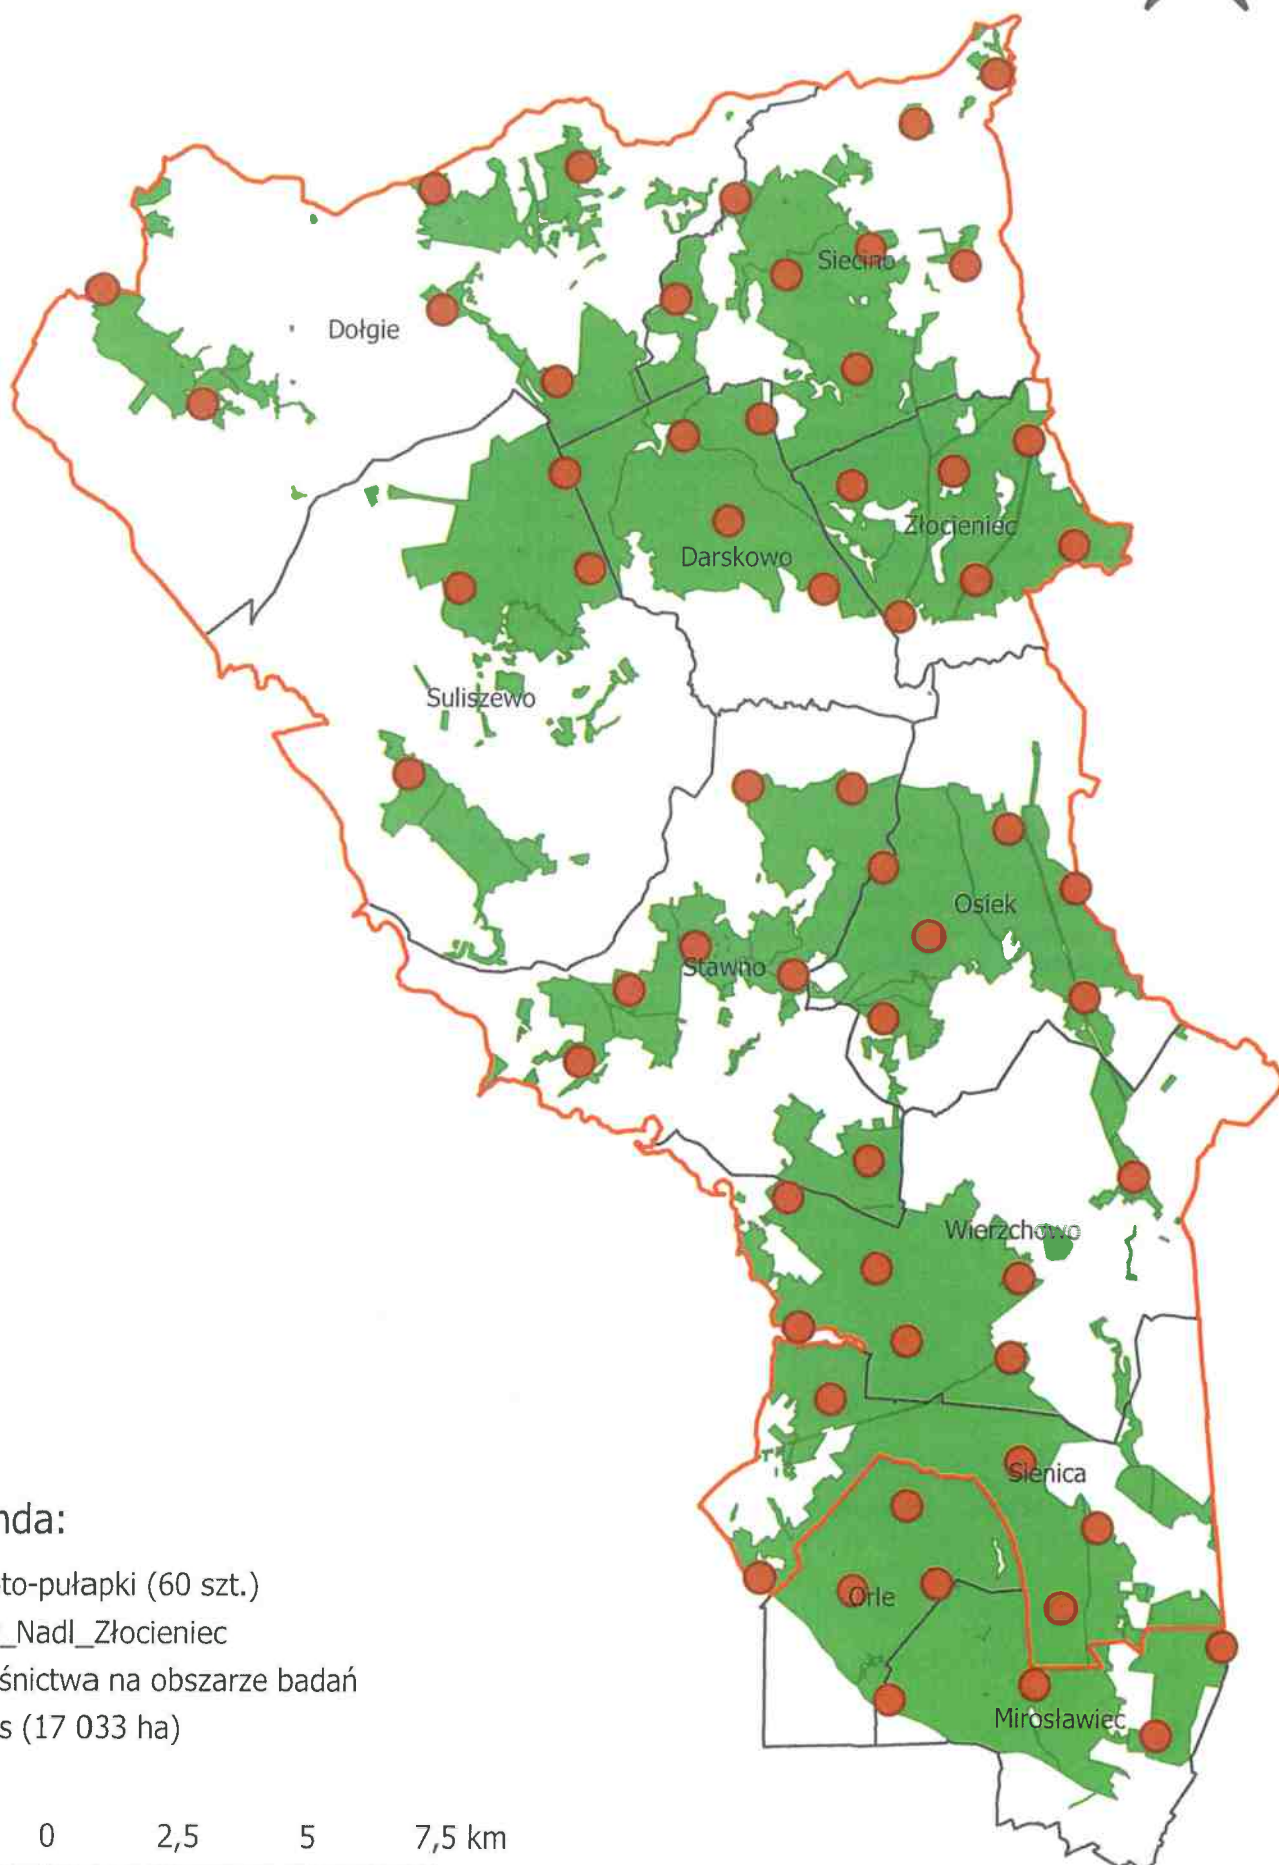 Siecino
Dołgie
Złocieniec
Darskowo
Suliszewo
Osiek
Stawno
Wierzchowo
Sienica
Orle
Mirosławiec
nda:
to-pułapki (60 szt.)
_Nadl_Złocieniec
śnictwa na obszarze badań
s (17 033 ha)
0 2,5 5 7,5 km